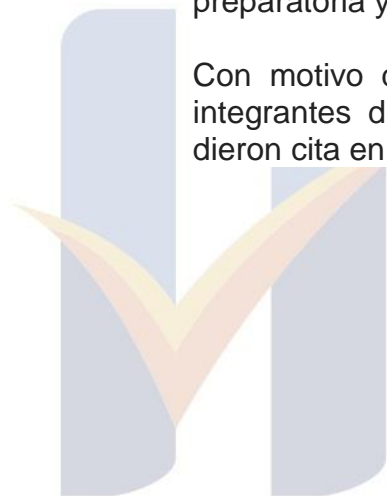 preparatoria y
Con motivo
integrantes d
dieron cita en